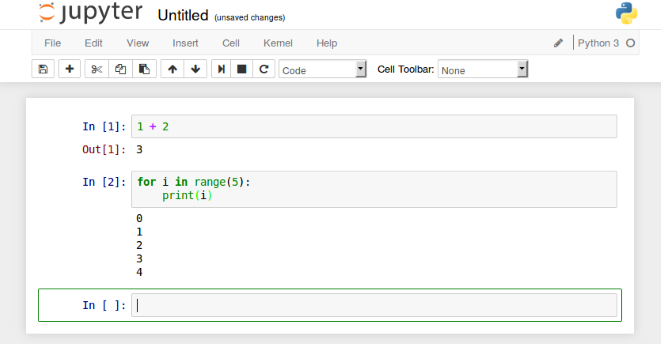 jupyter Untitled (unsaved changes)
File Edit View Insert Cell Kernel Help Python 3
Code Cell Toolbar: None
In [1]: 1 + 2
Out[1]: 3
In [2]: for i in range(5):
    print(i)
0
1
2
3
4
In [ ]: